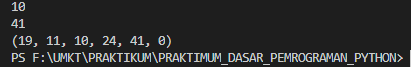 10
41
(19, 11, 10, 24, 41, 0)
PS F:\UMKT\PRAKTIKUM\PRAKTIMUM_DASAR_PEMROGRAMAN_PYTHON>